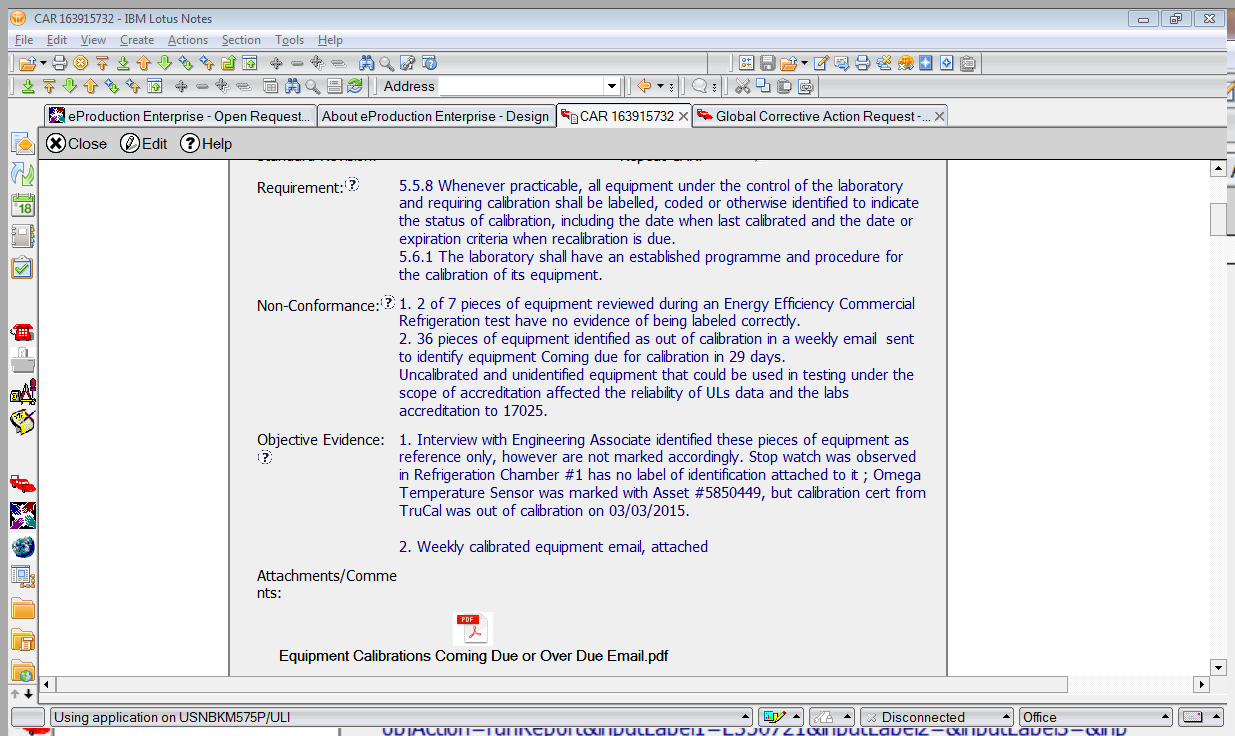 CAR 163915732 - IBM Lotus Notes
File Edit View Create Actions Section Tools Help
Address
eProduction Enterprise - Open Request... About eProduction Enterprise - Design CAR 163915732 Global Corrective Action Request -...
Close Edit Help
Requirement: ? 5.5.8 Whenever practicable, all equipment under the control of the laboratory
and requiring calibration shall be labelled, coded or otherwise identified to indicate
the status of calibration, including the date when last calibrated and the date or
expiration criteria when recalibration is due.
5.6.1 The laboratory shall have an established programme and procedure for
the calibration of its equipment.
Non-Conformance: ? 1. 2 of 7 pieces of equipment reviewed during an Energy Efficiency Commercial
Refrigeration test have no evidence of being labeled correctly.
2. 36 pieces of equipment identified as out of calibration in a weekly email sent
to identify equipment Coming due for calibration in 29 days.
Uncalibrated and unidentified equipment that could be used in testing under the
scope of accreditation affected the reliability of ULs data and the labs
accreditation to 17025.
Objective Evidence: ? 1. Interview with Engineering Associate identified these pieces of equipment as
reference only, however are not marked accordingly. Stop watch was observed
in Refrigeration Chamber #1 has no label of identification attached to it ; Omega
Temperature Sensor was marked with Asset #5850449, but calibration cert from
TruCal was out of calibration on 03/03/2015.
2. Weekly calibrated equipment email, attached
Attachments/Comme
nts:
PDF
Equipment Calibrations Coming Due or Over Due Email.pdf
18
Using application on USNBKM575P/ULI Disconnected Office